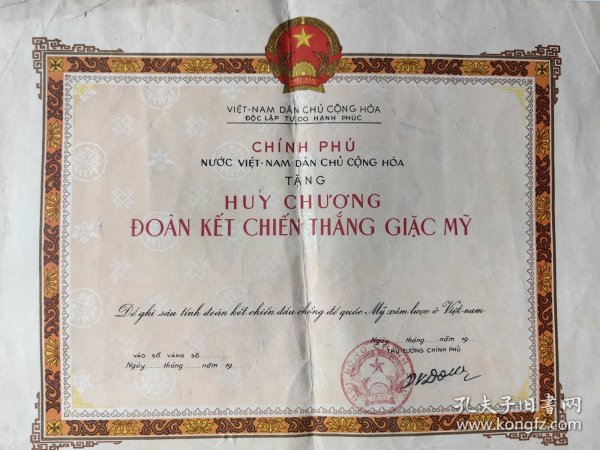 VIỆT-NAM DÂN CHỦ CỘNG HÒA
ĐỘC LẬP TỰ DO HẠNH PHÚC
CHÍNH PHỦ
NƯỚC VIỆT-NAM DÂN CHỦ CỘNG HÒA
TẶNG
HUY CHƯƠNG
ĐOÀN KẾT CHIẾN THẮNG GIẶC MỸ
Để ghi sâu tình đoàn kết chiến đấu chống đế quốc Mỹ xâm lược ở Việt-nam
Ngày ........ tháng ........ năm 19
THỦ TƯỚNG CHÍNH PHỦ
VÀO SỔ VÀNG SỐ
Ngày ........ tháng ........ năm 19
孔夫子旧书网
www.kongfz.com